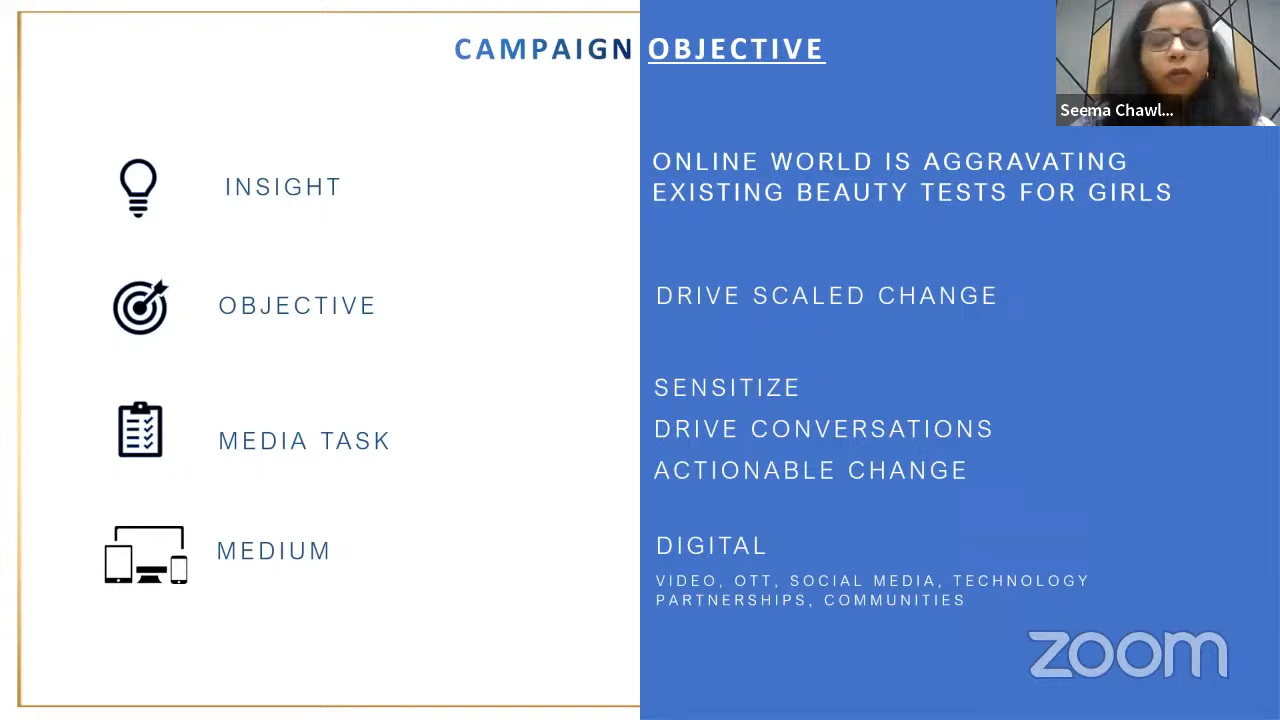 CAMPAIGN OBJECTIVE
Seema Chawl...
INSIGHT
ONLINE WORLD IS AGGRAVATING
EXISTING BEAUTY TESTS FOR GIRLS
OBJECTIVE
DRIVE SCALED CHANGE
MEDIA TASK
SENSITIZE
DRIVE CONVERSATIONS
ACTIONABLE CHANGE
MEDIUM
DIGITAL
VIDEO, OTT, SOCIAL MEDIA, TECHNOLOGY
PARTNERSHIPS, COMMUNITIES
zoom